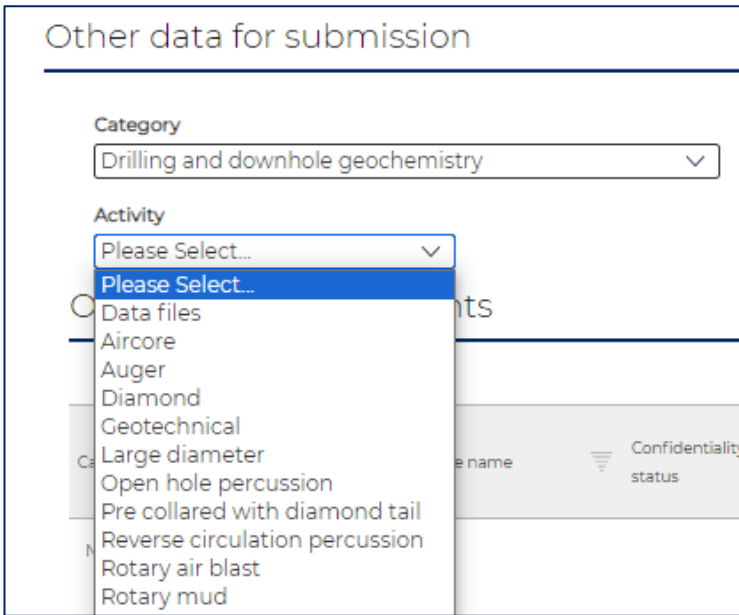 Other data for submission
Category
Drilling and downhole geochemistry
Activity
Please Select...
Please Select...
Data files
Aircore
Auger
Diamond
Geotechnical
Large diameter
Open hole percussion
Pre collared with diamond tail
Reverse circulation percussion
Rotary air blast
Rotary mud
Confidentiality
status